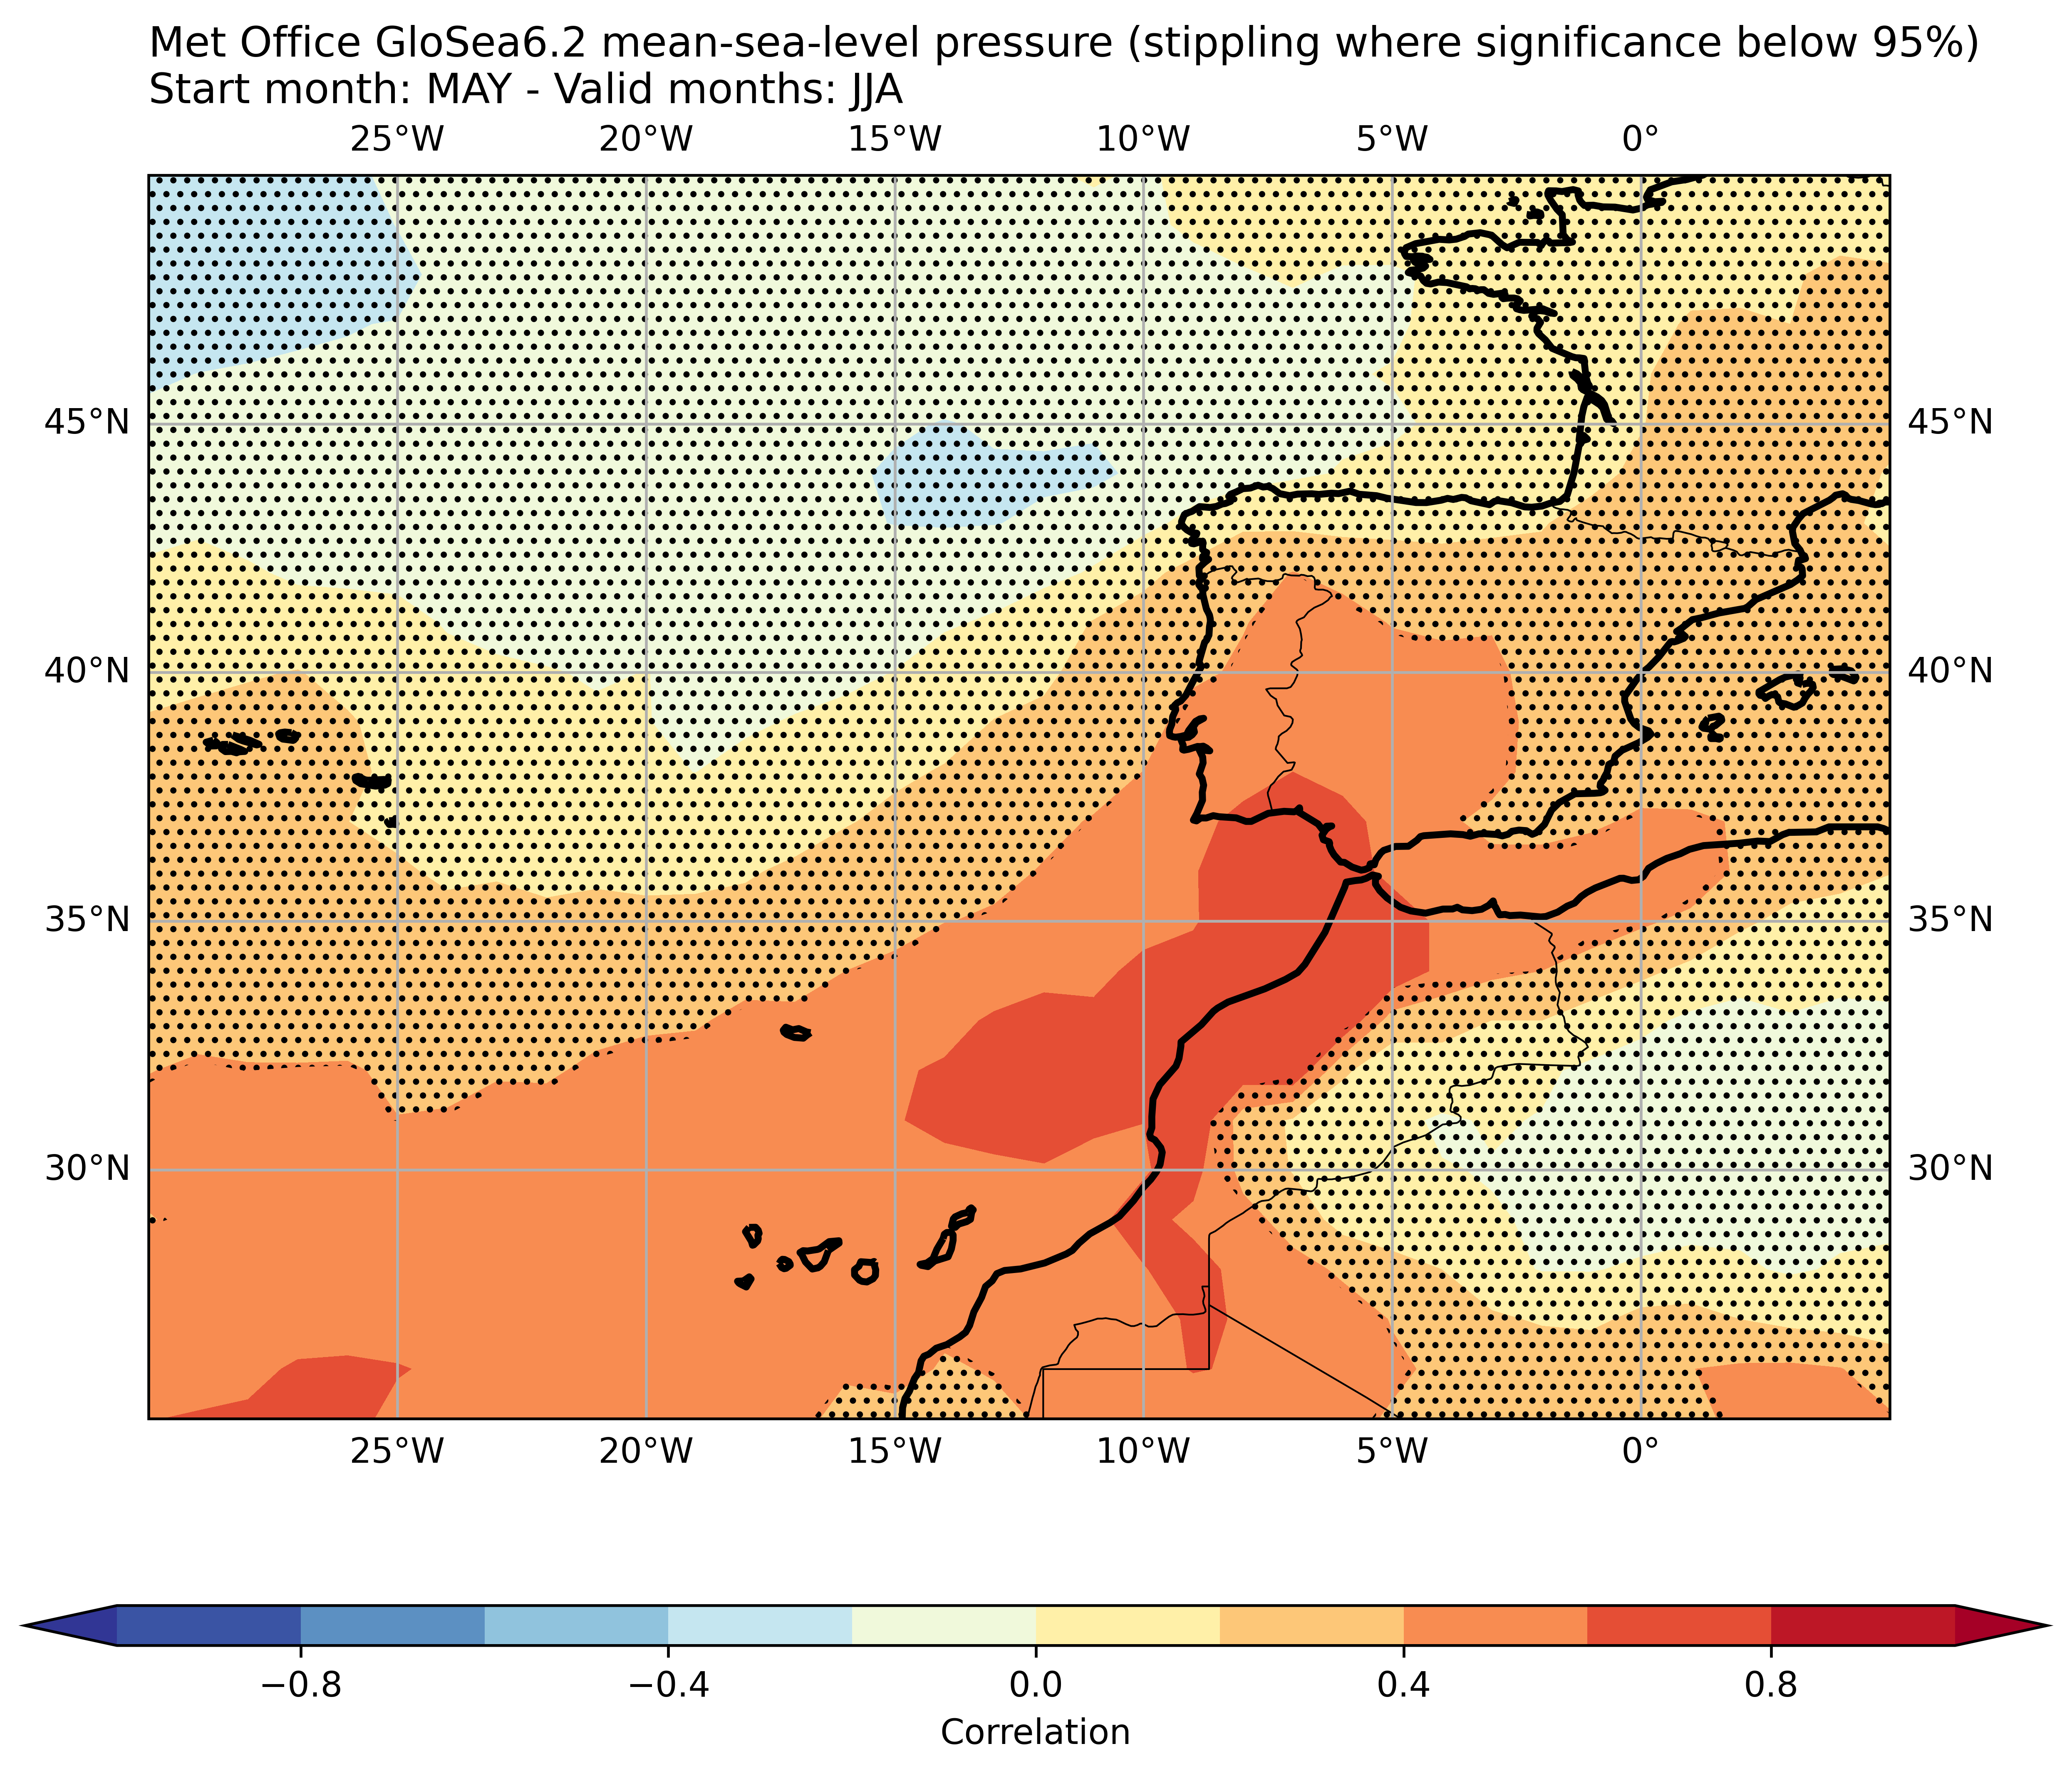 Met Office GloSea6.2 mean-sea-level pressure (stippling where significance below 95%)
Start month: MAY - Valid months: JJA
25°W 20°W 15°W 10°W 5°W 0°
45°N 45°N
40°N 40°N
35°N 35°N
30°N 30°N
25°W 20°W 15°W 10°W 5°W 0°
−0.8 −0.4 0.0 0.4 0.8
Correlation